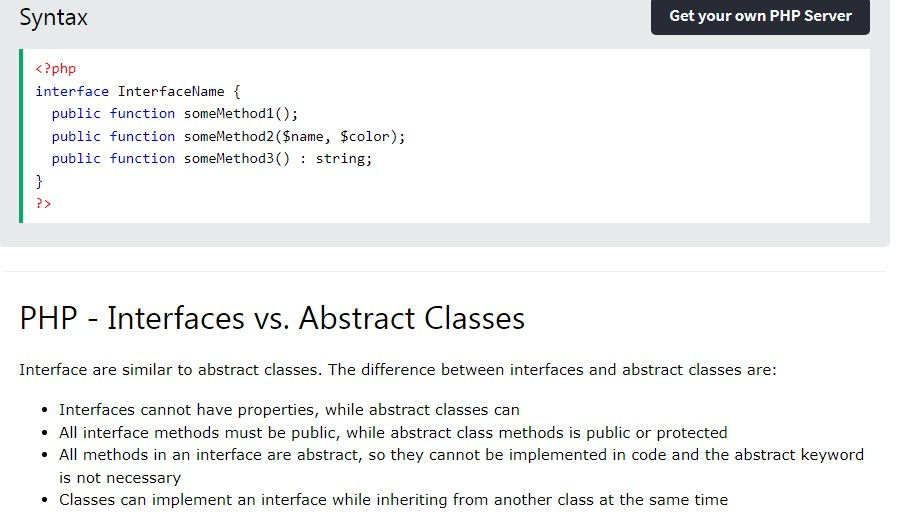 Syntax
Get your own PHP Server
<?php
interface InterfaceName {
  public function someMethod1();
  public function someMethod2($name, $color);
  public function someMethod3() : string;
}
?>
PHP - Interfaces vs. Abstract Classes
Interface are similar to abstract classes. The difference between interfaces and abstract classes are:
• Interfaces cannot have properties, while abstract classes can
• All interface methods must be public, while abstract class methods is public or protected
• All methods in an interface are abstract, so they cannot be implemented in code and the abstract keyword
is not necessary
• Classes can implement an interface while inheriting from another class at the same time